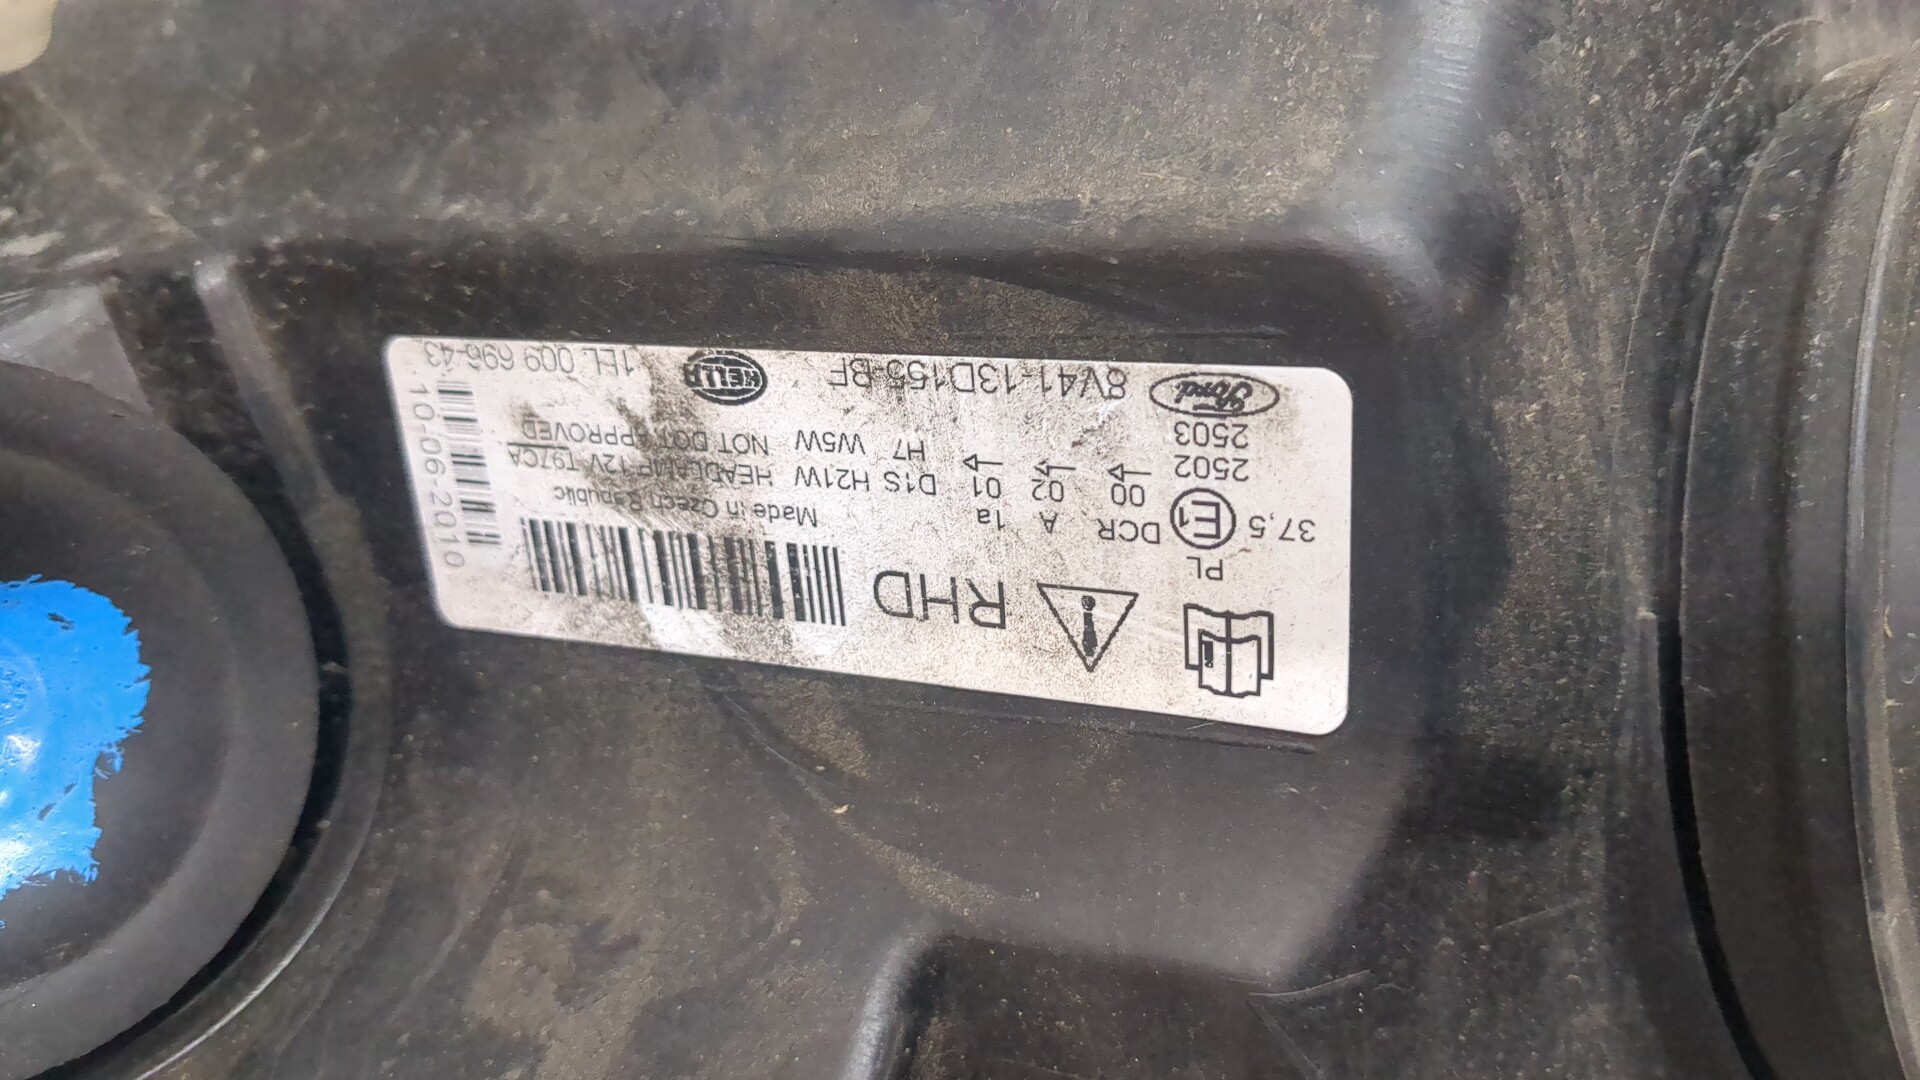 Ford 8V41-13D155-BF HELLA 1EL 009 696-43
2503 H7 W5W NOT DOT APPROVED
2502 D1S H21W HEADLAMP 12V T97CA
00 02 01
37,5 E1 DCR A 1a Made in Czech Republic
PL
RHD
10-06-2010